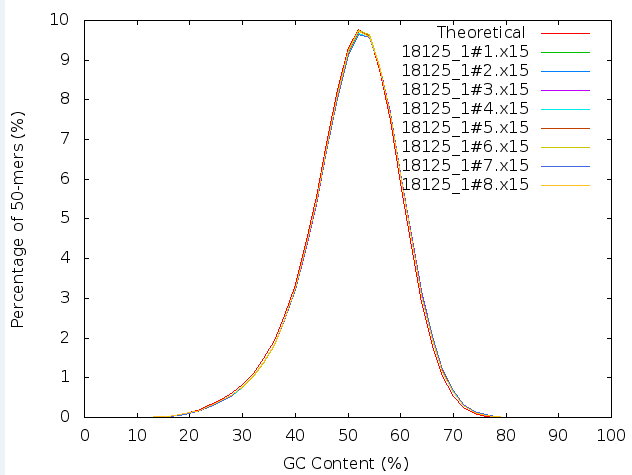 10
9
8
7
6
5
4
3
2
1
0
Percentage of 50-mers (%)
Theoretical
18125_1#1.x15
18125_1#2.x15
18125_1#3.x15
18125_1#4.x15
18125_1#5.x15
18125_1#6.x15
18125_1#7.x15
18125_1#8.x15
0 10 20 30 40 50 60 70 80 90 100
GC Content (%)